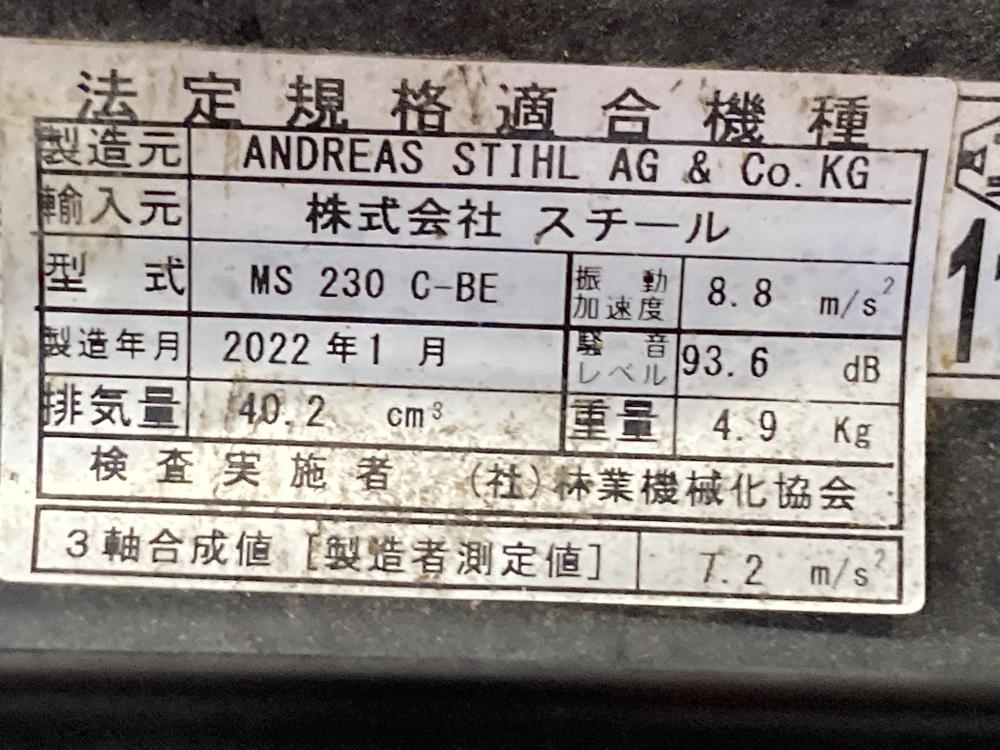 法定規格適合機種
製造元 ANDREAS STIHL AG & Co. KG
輸入元 株式会社 スチール
型式 MS 230 C-BE 振動加速度 8.8 m/s²
製造年月 2022年1月 騒音レベル 93.6 dB
排気量 40.2 cm³ 重量 4.9 Kg
検査実施者 (社)林業機械化協会
3軸合成値 [製造者測定値] 7.2 m/s²